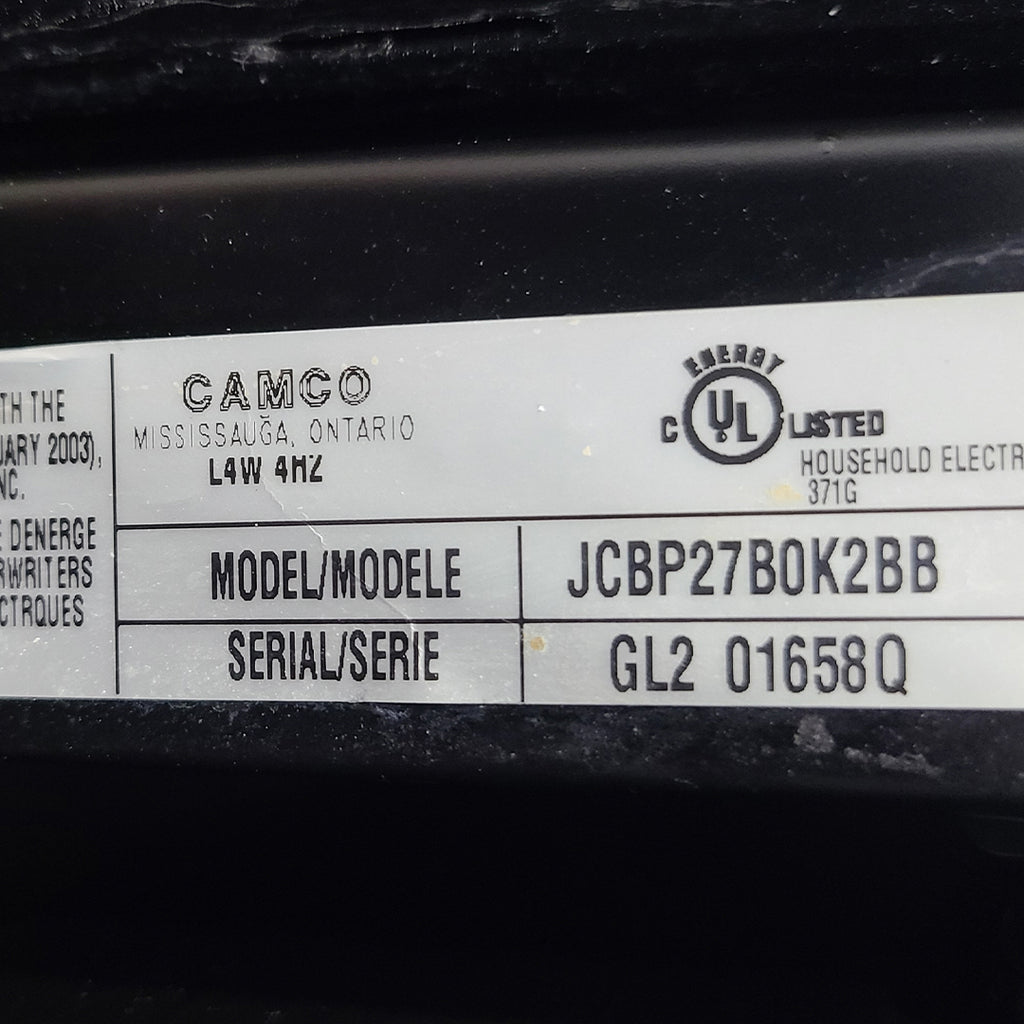 TH THE
UARY 2003),
NC.
E DENERGE
RWRITERS
CTRQUES
CAMCO
MISSISSAUGA, ONTARIO
L4W 4HZ
ENERGY
C UL LISTED
HOUSEHOLD ELECTR
371G
MODEL/MODELE
JCBP27B0K2BB
SERIAL/SERIE
GL2 01658Q